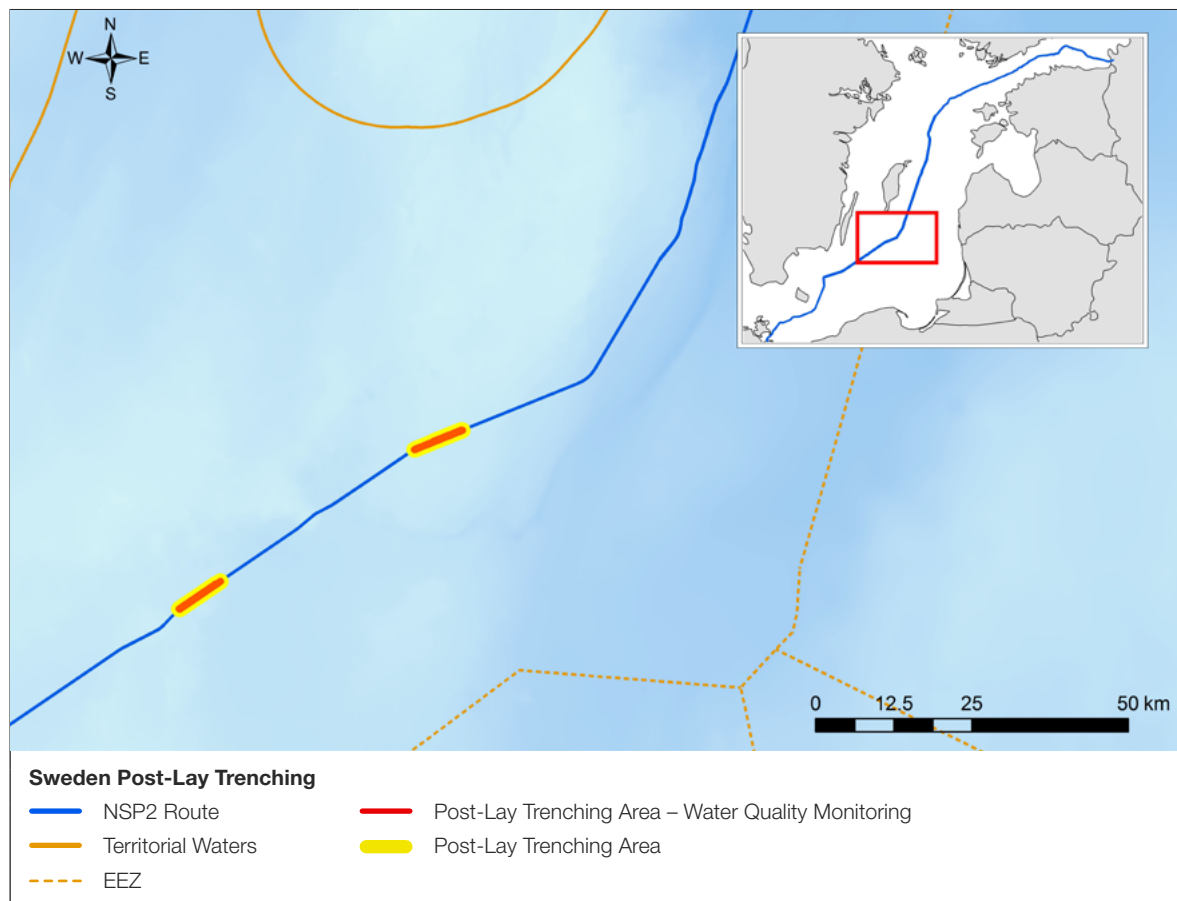 N
W E
S
0 12.5 25 50 km
Sweden Post-Lay Trenching
NSP2 Route
Post-Lay Trenching Area – Water Quality Monitoring
Territorial Waters
Post-Lay Trenching Area
EEZ